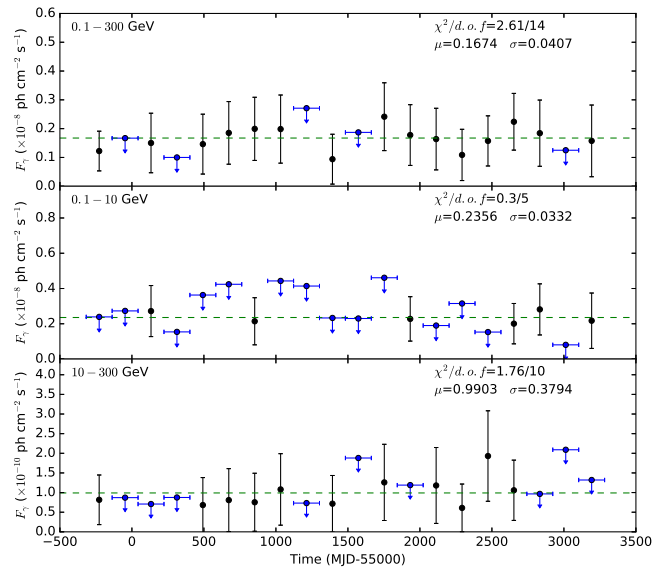 0.1 − 300 GeV
χ²/d.o.f=2.61/14
μ=0.1674 σ=0.0407
0.6
0.5
0.4
0.3
0.2
0.1
0.0
Fγ (×10⁻⁸ ph cm⁻² s⁻¹)
0.1 − 10 GeV
χ²/d.o.f=0.3/5
μ=0.2356 σ=0.0332
0.8
0.6
0.4
0.2
0.0
Fγ (×10⁻⁸ ph cm⁻² s⁻¹)
10 − 300 GeV
χ²/d.o.f=1.76/10
μ=0.9903 σ=0.3794
4.0
3.5
3.0
2.5
2.0
1.5
1.0
0.5
0.0
Fγ (×10⁻¹⁰ ph cm⁻² s⁻¹)
−500 0 500 1000 1500 2000 2500 3000 3500
Time (MJD-55000)